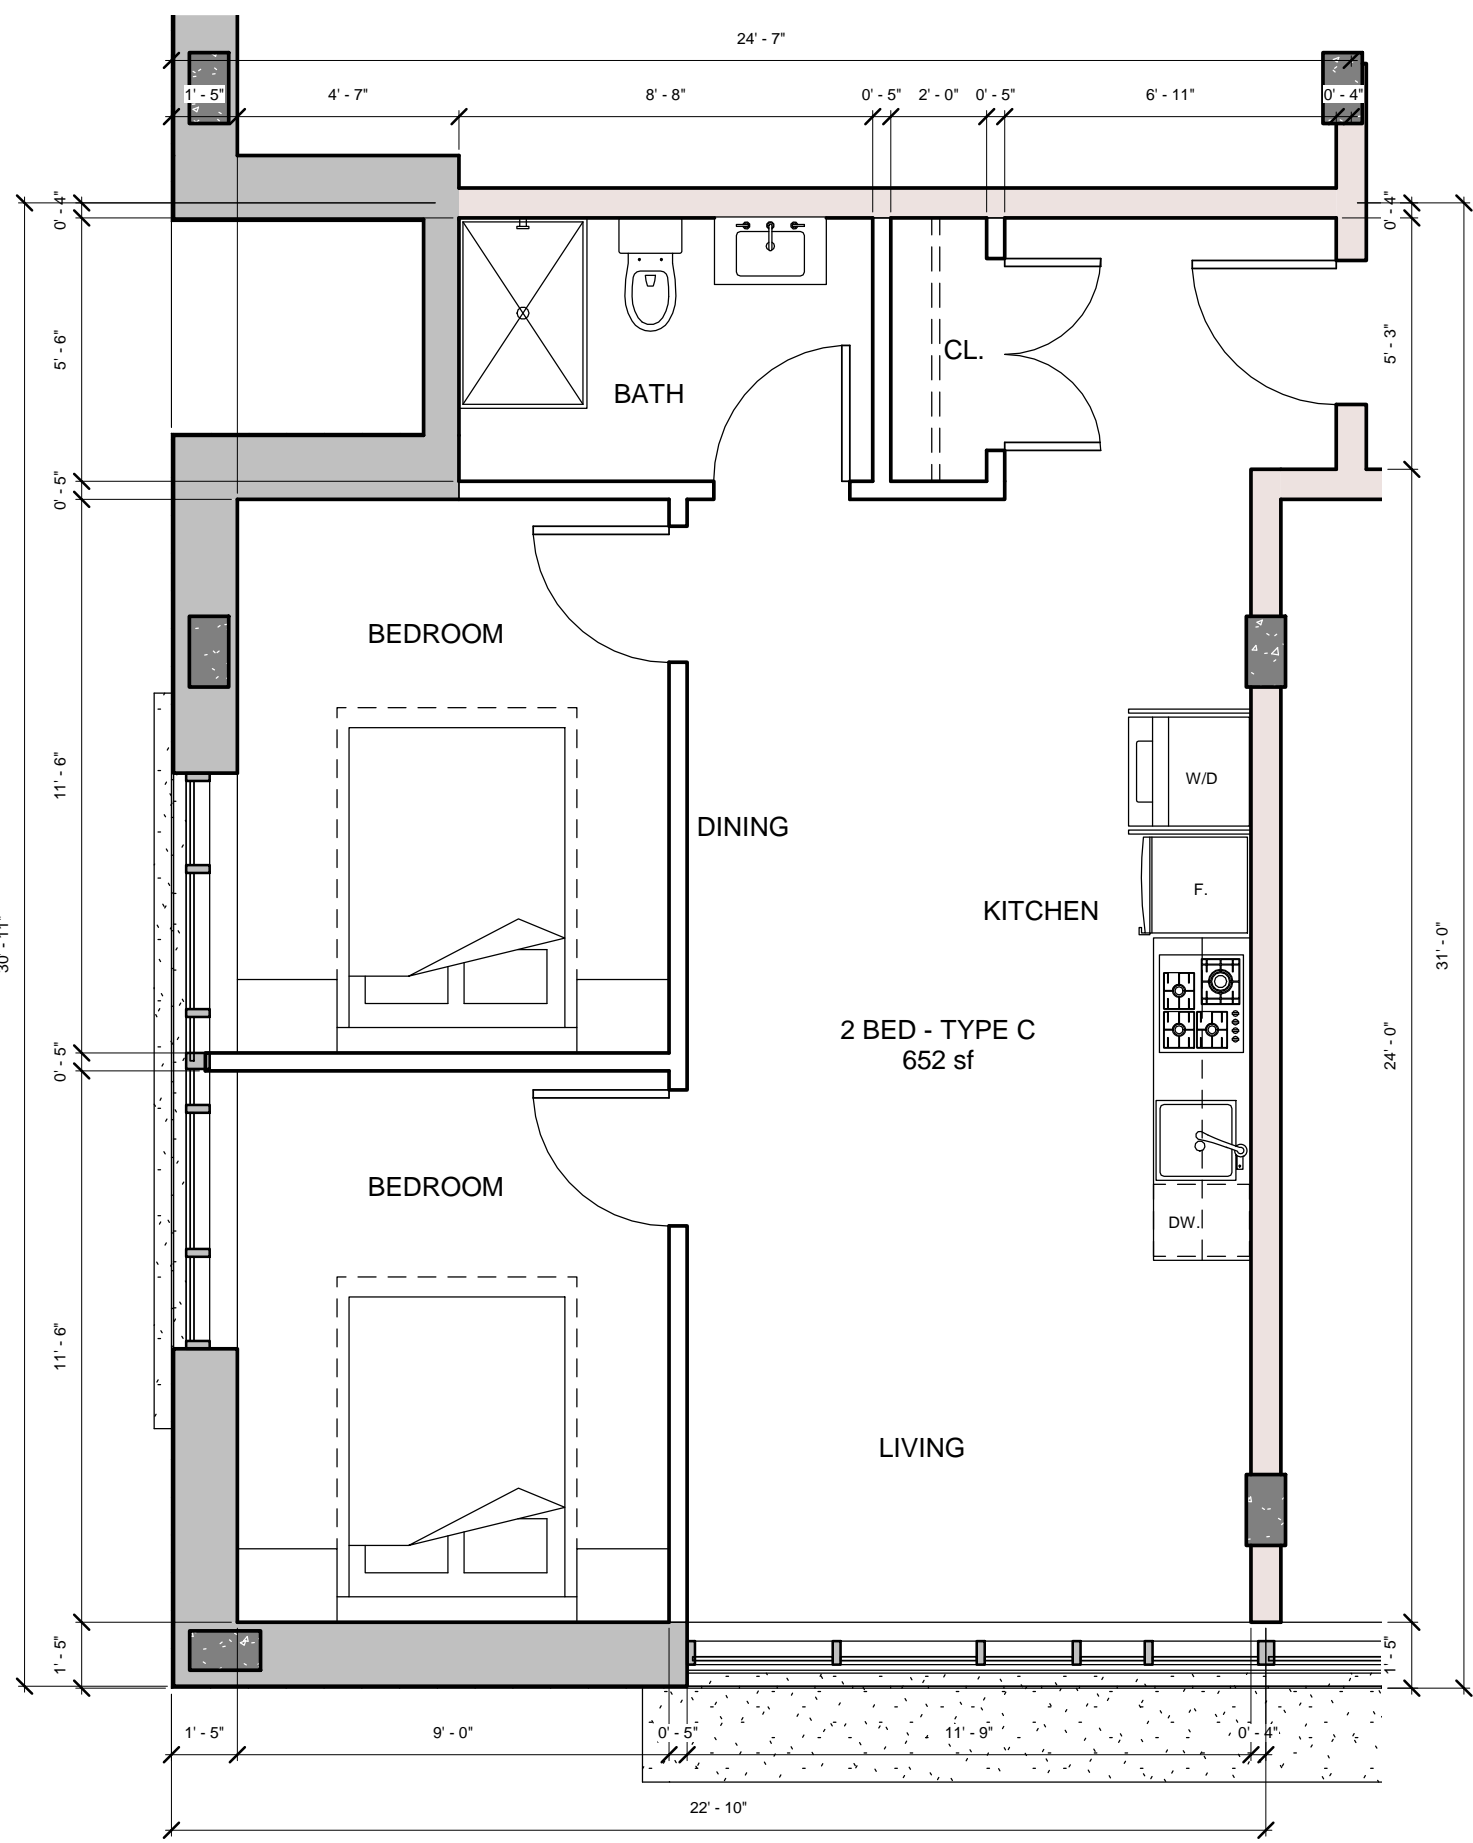 24' - 7"
1' - 5"
4' - 7"
8' - 8"
0' - 5"
2' - 0"
0' - 5"
6' - 11"
0' - 4"
0' - 4"
0' - 4"
5' - 6"
5' - 3"
CL.
BATH
0' - 5"
BEDROOM
11' - 6"
W/D
DINING
F.
KITCHEN
30' - 11"
31' - 0"
2 BED - TYPE C
652 sf
24' - 0"
0' - 5"
BEDROOM
DW.
11' - 6"
LIVING
1' - 5"
1' - 5"
1' - 5"
9' - 0"
0' - 5"
11' - 9"
0' - 4"
22' - 10"